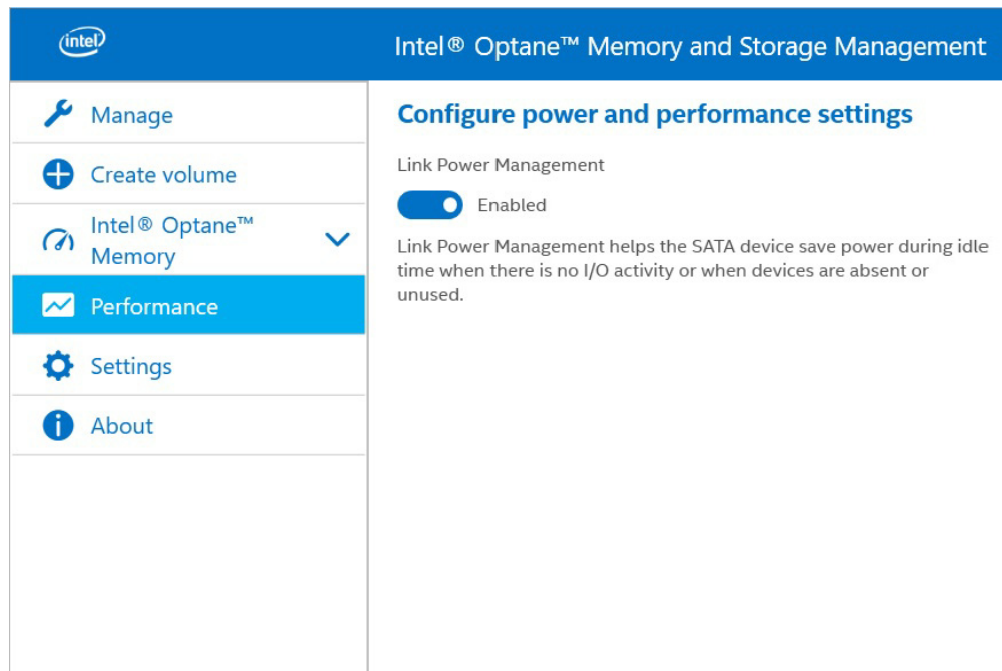 intel
Intel® Optane™ Memory and Storage Management
Manage
Create volume
Intel® Optane™
Memory
Performance
Settings
About
Configure power and performance settings
Link Power Management
Enabled
Link Power Management helps the SATA device save power during idle
time when there is no I/O activity or when devices are absent or
unused.